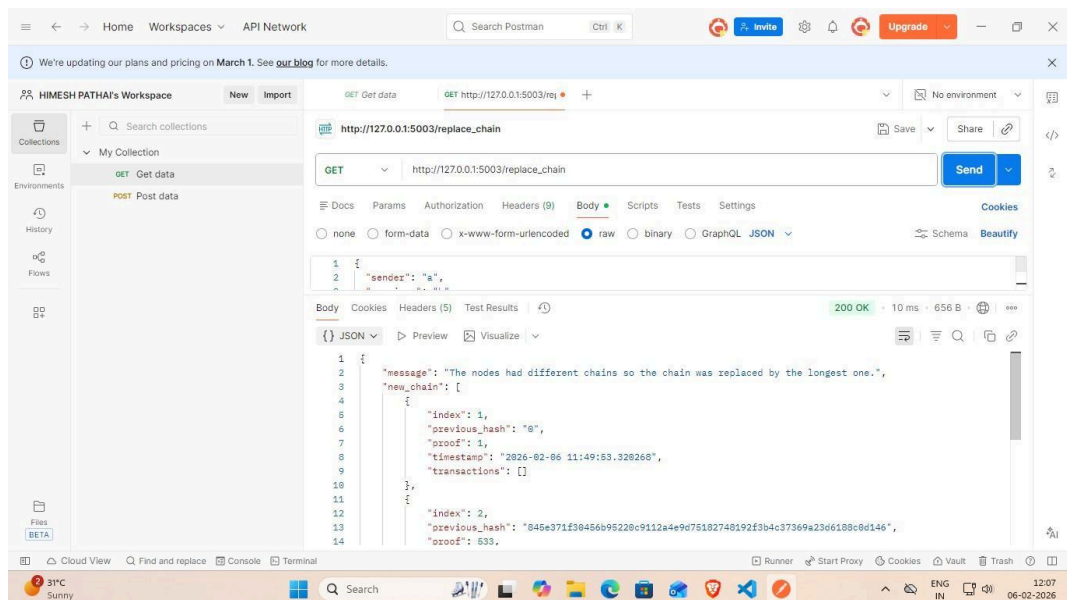 Home Workspaces API Network Search Postman Ctrl K Invite Upgrade
We're updating our plans and pricing on March 1. See our blog for more details.
HIMESH PATHAI's Workspace New Import GET Get data GET http://127.0.0.1:5003/rep No environment
Collections Search collections http://127.0.0.1:5003/replace_chain Save Share
My Collection
GET Get data GET http://127.0.0.1:5003/replace_chain Send
Environments
POST Post data
Docs Params Authorization Headers (9) Body Scripts Tests Settings Cookies
History
none form-data x-www-form-urlencoded raw binary GraphQL JSON Schema Beautify
Flows
1 {
2 "sender": "a",
Body Cookies Headers (5) Test Results 200 OK 10 ms 656 B
{} JSON Preview Visualize
1 {
2 "message": "The nodes had different chains so the chain was replaced by the longest one.",
3 "new_chain": [
4 {
5 "index": 1,
6 "previous_hash": "0",
7 "proof": 1,
8 "timestamp": "2026-02-06 11:49:53.320268",
9 "transactions": []
10 },
11 {
12 "index": 2,
13 "previous_hash": "845e371f30456b95220c9112a4e9d75182748192f3b4c37369a23d6188c0d146",
14 "proof": 533,
Files
BETA
AI
Cloud View Find and replace Console Terminal Runner Start Proxy Cookies Vault Trash
2 31°C
Sunny
Search
ENG
IN
12:07
06-02-2026